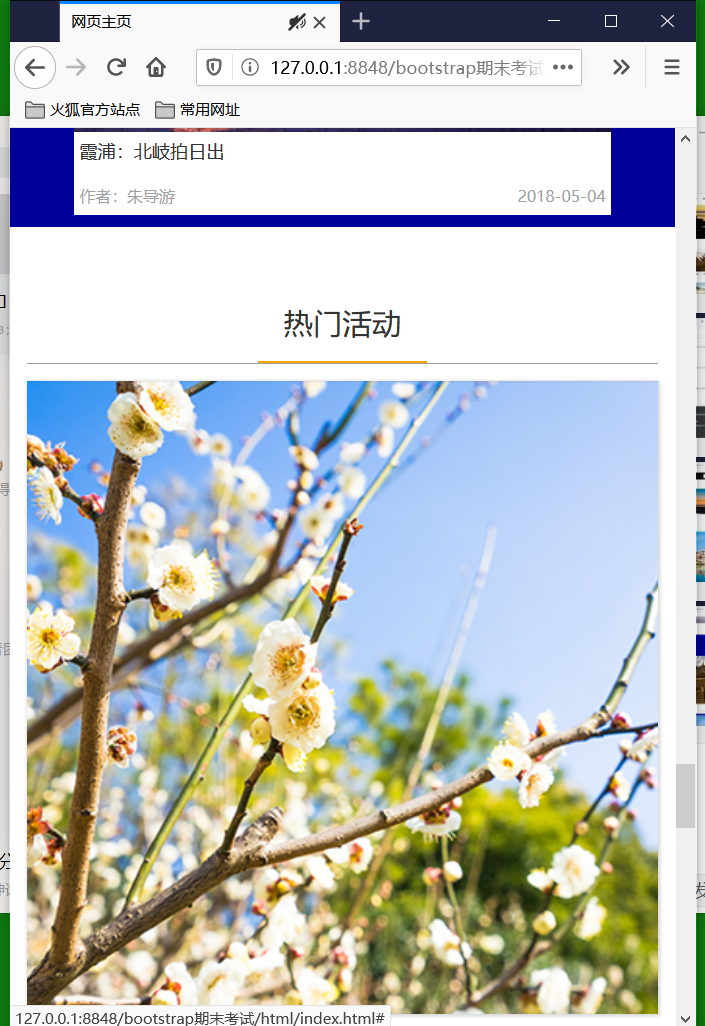 网页主页
127.0.0.1:8848/bootstrap期末考试
火狐官方站点 常用网址
霞浦：北岐拍日出
作者：朱导游 2018-05-04
热门活动
127.0.0.1:8848/bootstrap期末考试/html/index.html#